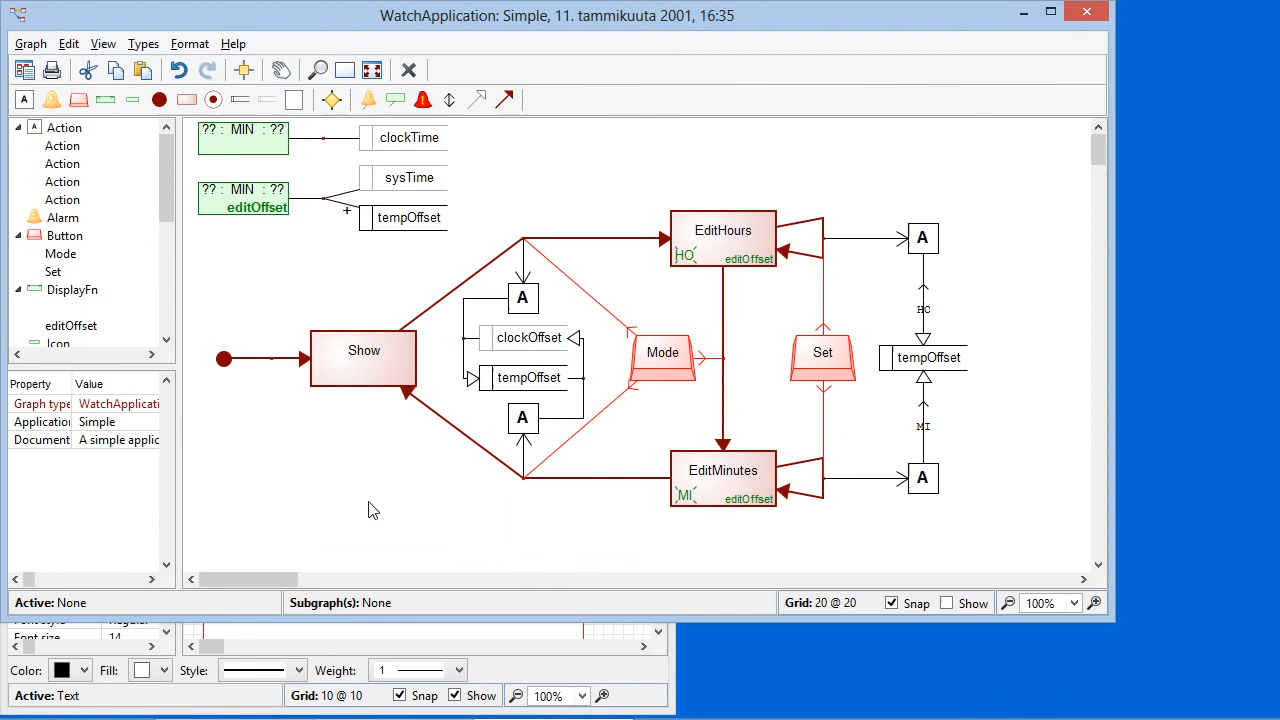 WatchApplication: Simple, 11. tammikuuta 2001, 16:35
Graph Edit View Types Format Help
A
Action
Action
Action
Action
Action
Alarm
Button
Mode
Set
DisplayFn
editOffset
Icon
Property Value
Graph type WatchApplicati
Application Simple
Document A simple applic
?? : MIN : ??
clockTime
?? : MIN : ??
editOffset
sysTime
+
tempOffset
Show
A
clockOffset
tempOffset
A
Mode
EditHours
HO editOffset
EditMinutes
MI editOffset
Set
A
HO
tempOffset
MI
A
Active: None
Subgraph(s): None
Grid: 20 @ 20
Snap
Show
100%
Font size 14
Color: Fill: Style: Weight: 1
Active: Text
Grid: 10 @ 10
Snap
Show
100%